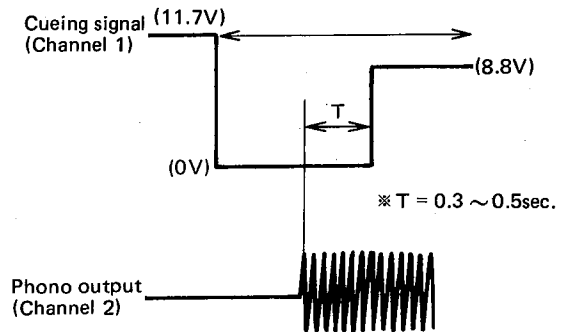 Cueing signal (11.7V)
(Channel 1)
(8.8V)
T
(0V)
※ T = 0.3 ～0.5sec.
Phono output
(Channel 2)